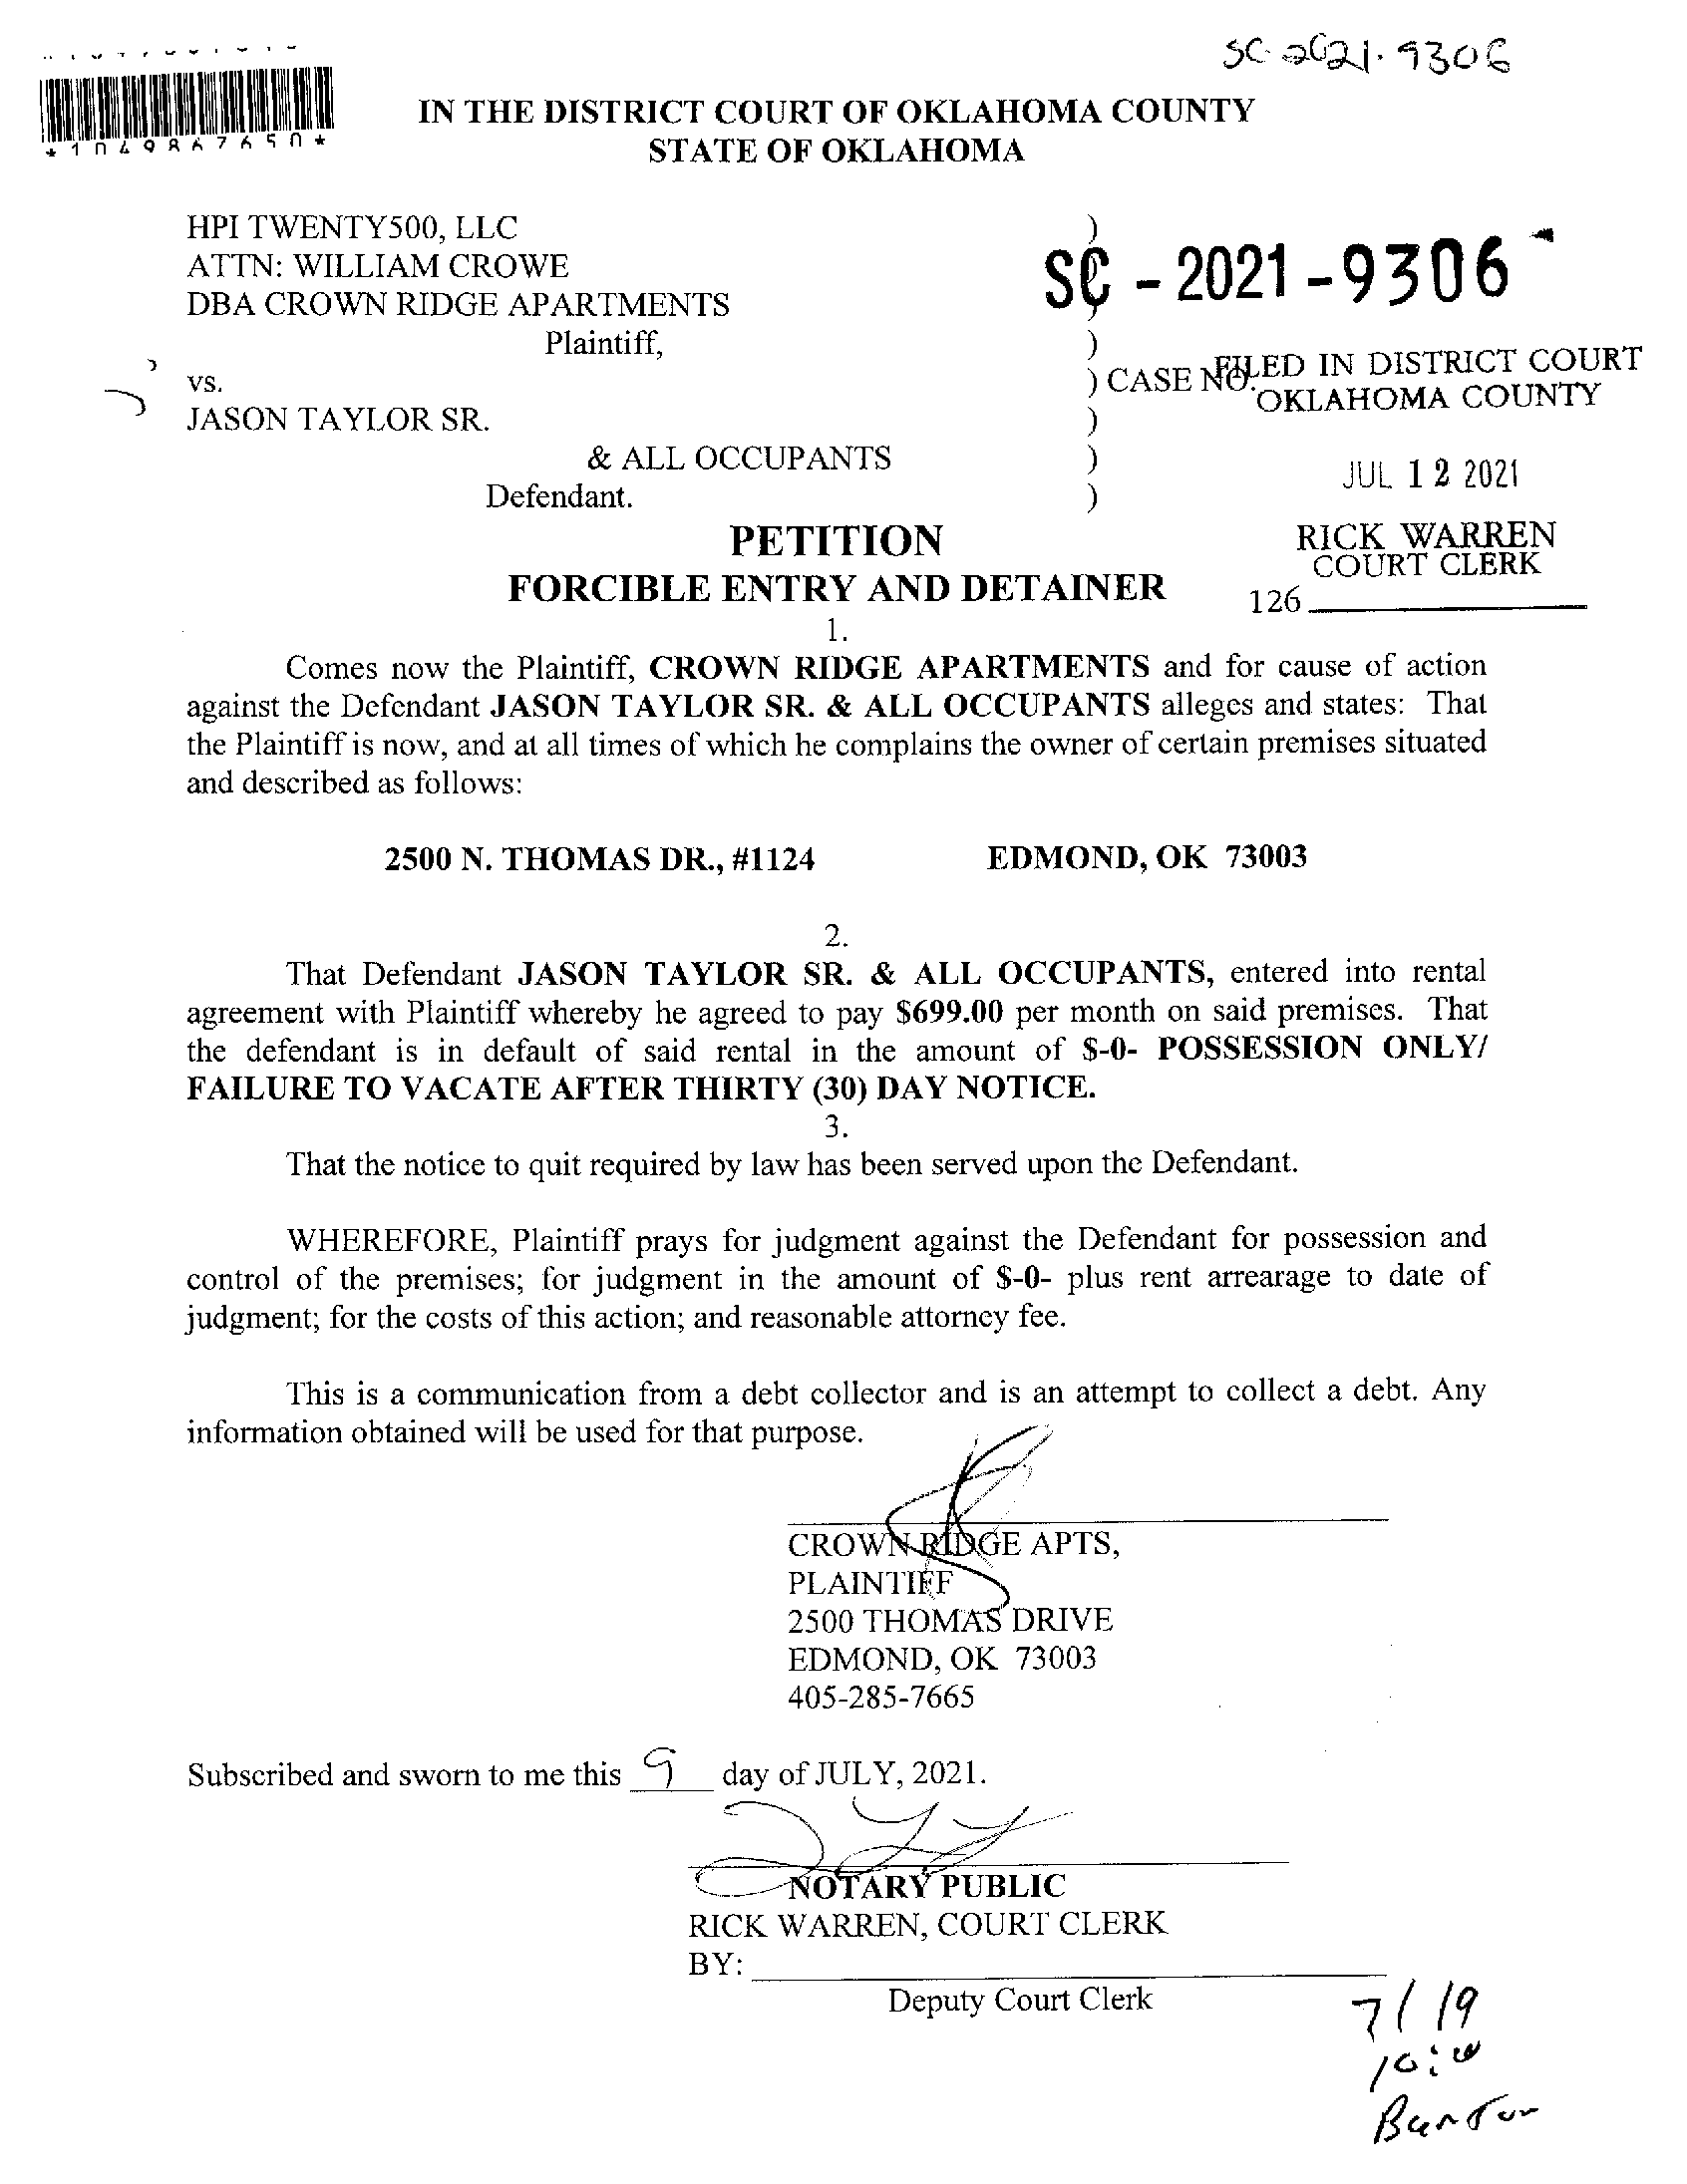 SC-2021-9306
*1049867650*
IN THE DISTRICT COURT OF OKLAHOMA COUNTY
STATE OF OKLAHOMA
HPI TWENTY500, LLC )
ATTN: WILLIAM CROWE
DBA CROWN RIDGE APARTMENTS
SC - 2021 - 9306
Plaintiff, )
vs. ) CASE NO.
FILED IN DISTRICT COURT
OKLAHOMA COUNTY
JASON TAYLOR SR. )
& ALL OCCUPANTS )
JUL 12 2021
Defendant. )
PETITION
RICK WARREN
COURT CLERK
FORCIBLE ENTRY AND DETAINER
126
1.
Comes now the Plaintiff, CROWN RIDGE APARTMENTS and for cause of action
against the Defendant JASON TAYLOR SR. & ALL OCCUPANTS alleges and states: That
the Plaintiff is now, and at all times of which he complains the owner of certain premises situated
and described as follows:
2500 N. THOMAS DR., #1124 EDMOND, OK 73003
2.
That Defendant JASON TAYLOR SR. & ALL OCCUPANTS, entered into rental
agreement with Plaintiff whereby he agreed to pay $699.00 per month on said premises. That
the defendant is in default of said rental in the amount of $-0- POSSESSION ONLY/
FAILURE TO VACATE AFTER THIRTY (30) DAY NOTICE.
3.
That the notice to quit required by law has been served upon the Defendant.
WHEREFORE, Plaintiff prays for judgment against the Defendant for possession and
control of the premises; for judgment in the amount of $-0- plus rent arrearage to date of
judgment; for the costs of this action; and reasonable attorney fee.
This is a communication from a debt collector and is an attempt to collect a debt. Any
information obtained will be used for that purpose.
CROWN RIDGE APTS,
PLAINTIFF
2500 THOMAS DRIVE
EDMOND, OK 73003
405-285-7665
Subscribed and sworn to me this 9 day of JULY, 2021.
NOTARY PUBLIC
RICK WARREN, COURT CLERK
BY:
Deputy Court Clerk
7/19